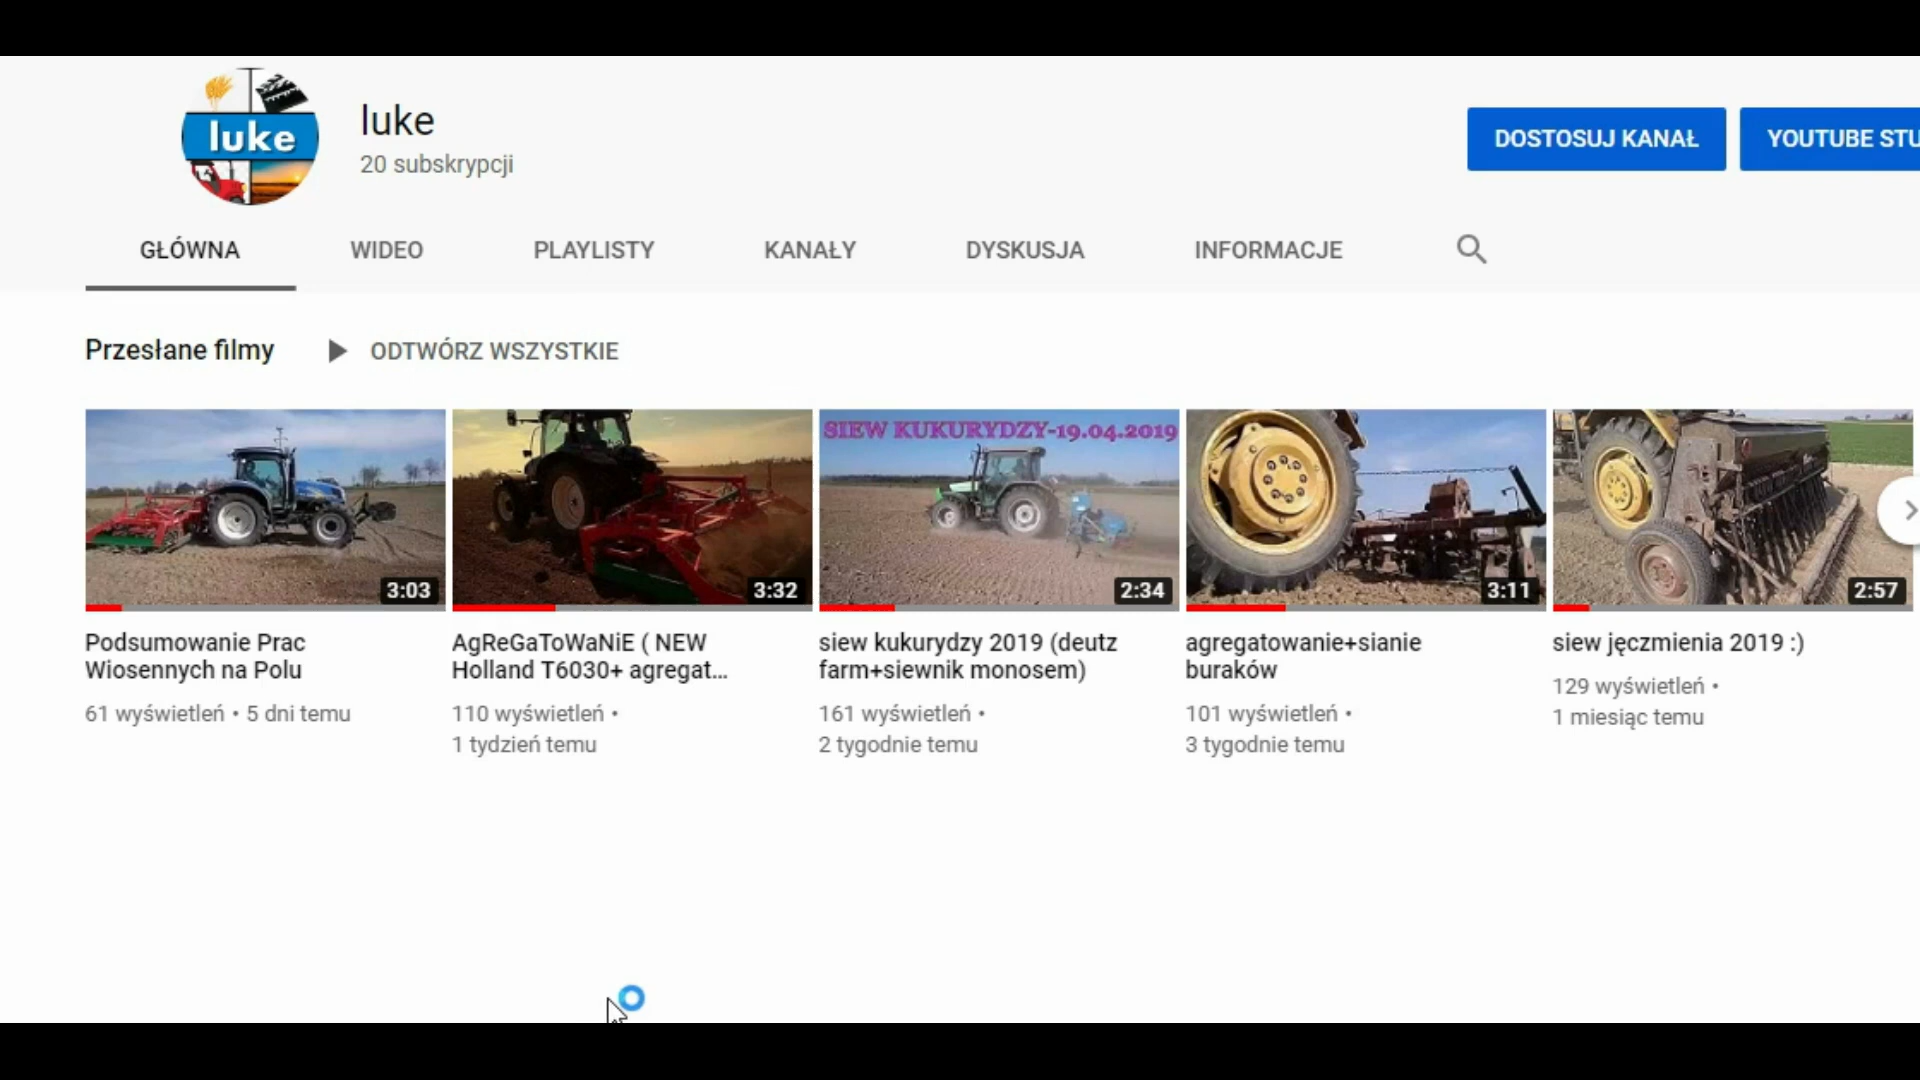 luke
luke
20 subskrypcji
DOSTOSUJ KANAŁ
YOUTUBE STU
GŁÓWNA
WIDEO
PLAYLISTY
KANAŁY
DYSKUSJA
INFORMACJE
Przesłane filmy
ODTWÓRZ WSZYSTKIE
3:03
3:32
SIEW KUKURYDZY-19.04.2019
2:34
3:11
2:57
Podsumowanie Prac
Wiosennych na Polu
61 wyświetleń • 5 dni temu
AgReGaToWaNiE ( NEW
Holland T6030+ agregat...
110 wyświetleń •
1 tydzień temu
siew kukurydzy 2019 (deutz
farm+siewnik monosem)
161 wyświetleń •
2 tygodnie temu
agregatowanie+sianie
buraków
101 wyświetleń •
3 tygodnie temu
siew jęczmienia 2019 :)
129 wyświetleń •
1 miesiąc temu